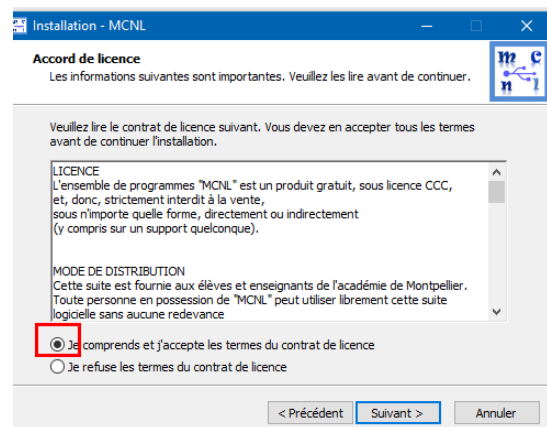 Installation - MCNL
Accord de licence
Les informations suivantes sont importantes. Veuillez les lire avant de continuer.
m c
n l
Veuillez lire le contrat de licence suivant. Vous devez en accepter tous les termes
avant de continuer l'installation.
LICENCE
L'ensemble de programmes "MCNL" est un produit gratuit, sous licence CCC,
et, donc, strictement interdit à la vente,
sous n'importe quelle forme, directement ou indirectement
(y compris sur un support quelconque).
MODE DE DISTRIBUTION
Cette suite est fournie aux élèves et enseignants de l'académie de Montpellier.
Toute personne en possession de "MCNL" peut utiliser librement cette suite
logicielle sans aucune redevance
Je comprends et j'accepte les termes du contrat de licence
Je refuse les termes du contrat de licence
< Précédent Suivant > Annuler